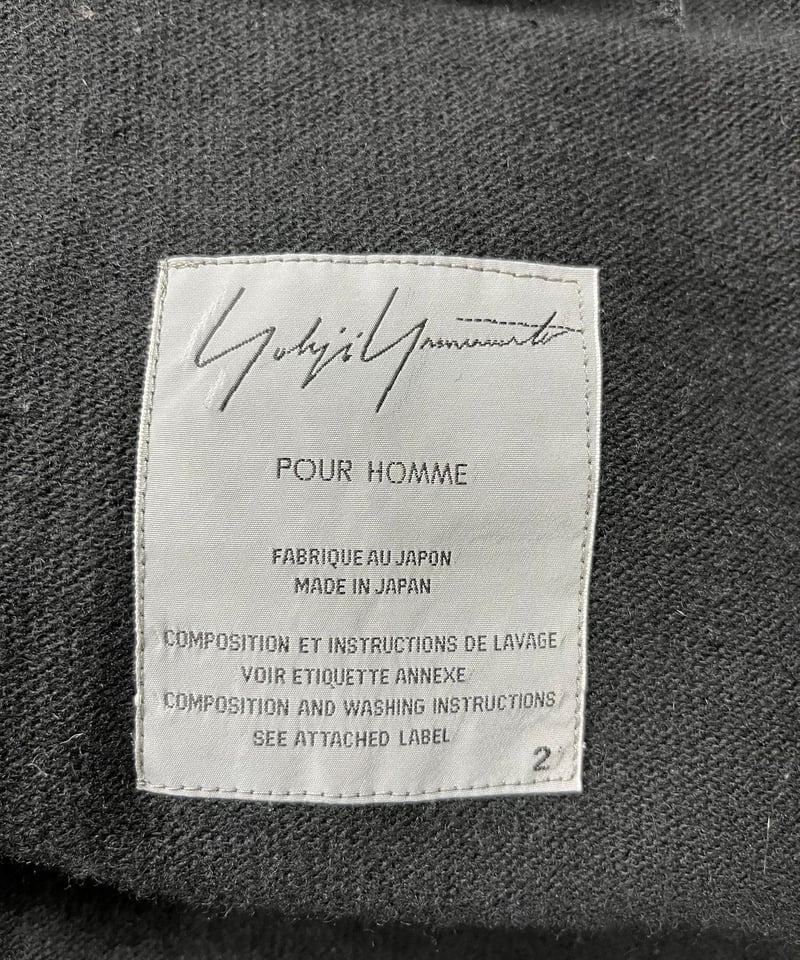 Yohji Yamamoto
POUR HOMME
FABRIQUE AU JAPON
MADE IN JAPAN
COMPOSITION ET INSTRUCTIONS DE LAVAGE
VOIR ETIQUETTE ANNEXE
COMPOSITION AND WASHING INSTRUCTIONS
SEE ATTACHED LABEL
2